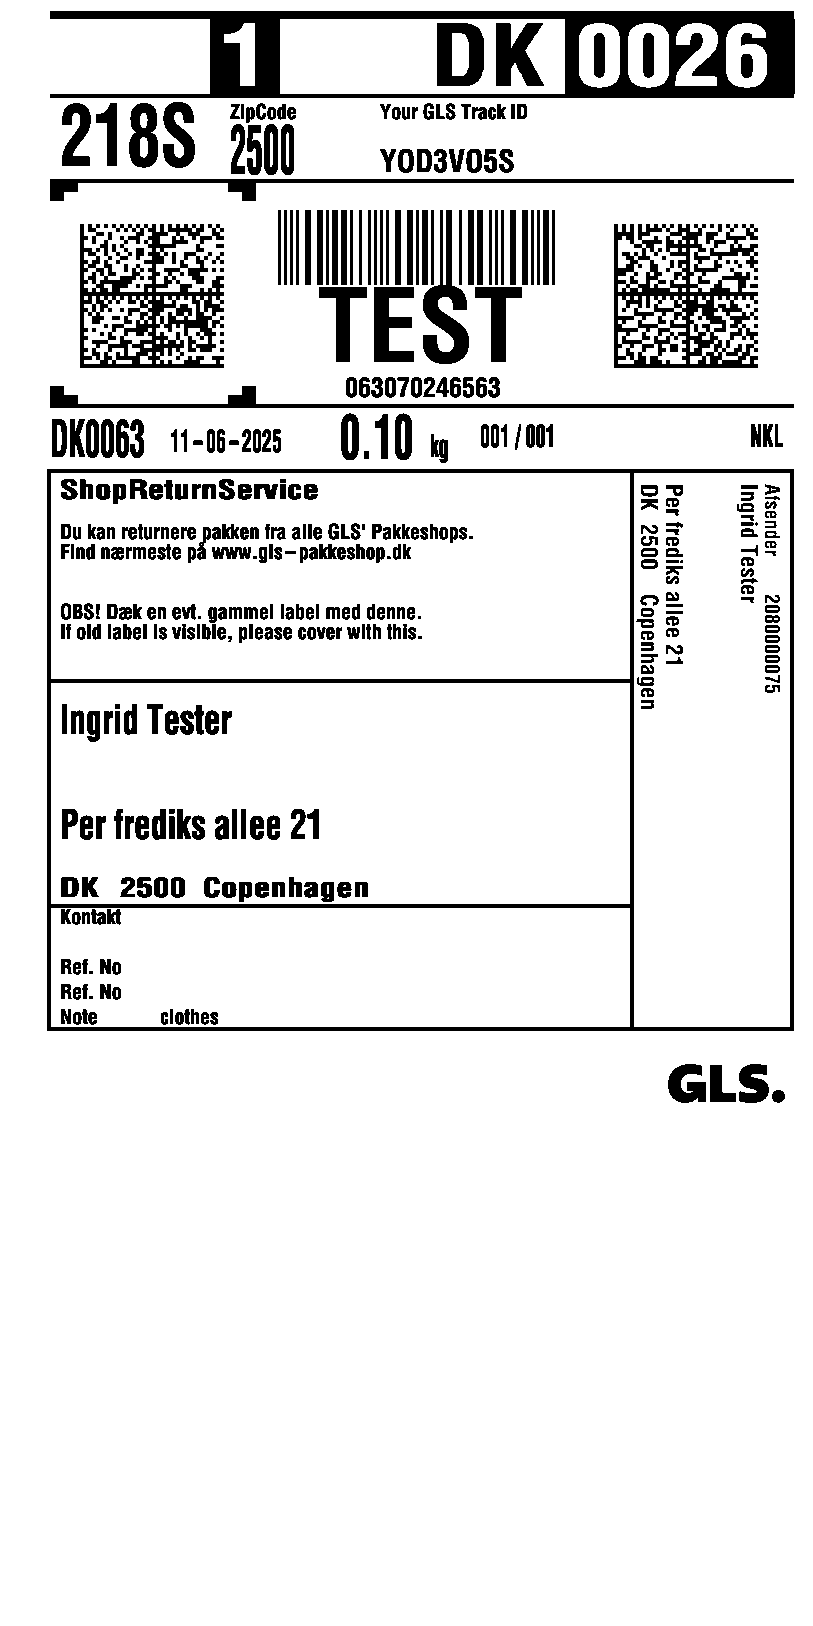 1 DK 0026
218S ZipCode Your GLS Track ID
2500 YOD3VO5S
TEST
063070246563
DK0063 11-06-2025 0.10 kg 001 / 001 NKL
ShopReturnService
Du kan returnere pakken fra alle GLS' Pakkeshops.
Find nærmeste på www.gls-pakkeshop.dk
OBS! Dæk en evt. gammel label med denne.
If old label is visible, please cover with this.
Ingrid Tester
Per frediks allee 21
DK 2500 Copenhagen
Kontakt
Ref. No
Ref. No
Note clothes
Afsender 2080000075
Ingrid Tester
Per frediks allee 21
DK 2500 Copenhagen
GLS.